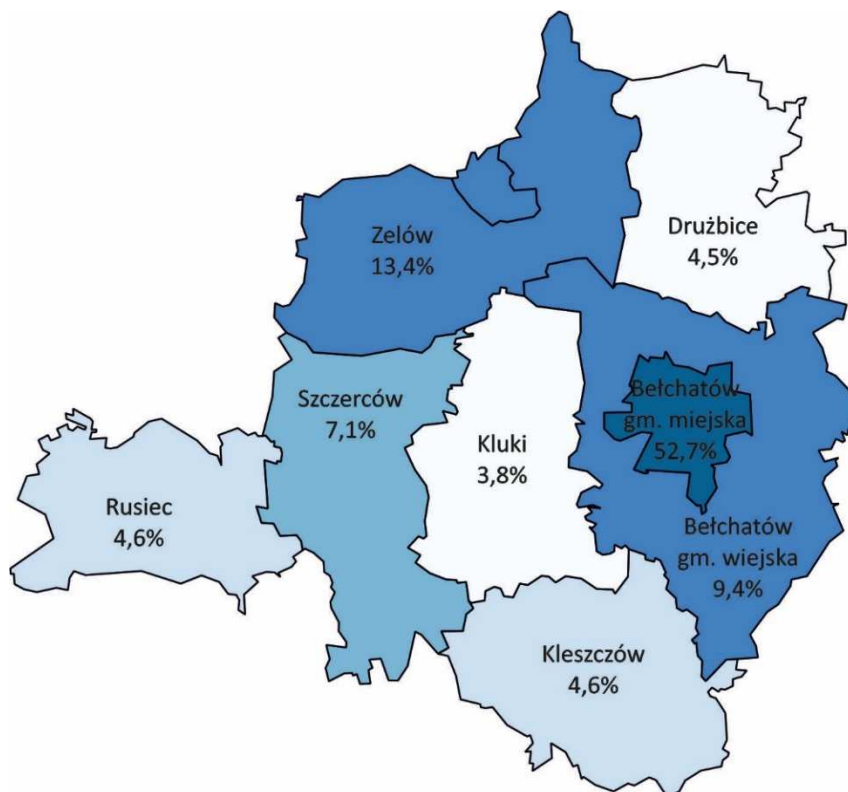 Zelów
13,4%
Drużbice
4,5%
Szczerców
7,1%
Kluki
3,8%
Bełchatów
gm. miejska
52,7%
Rusiec
4,6%
Bełchatów
gm. wiejska
9,4%
Kleszczów
4,6%